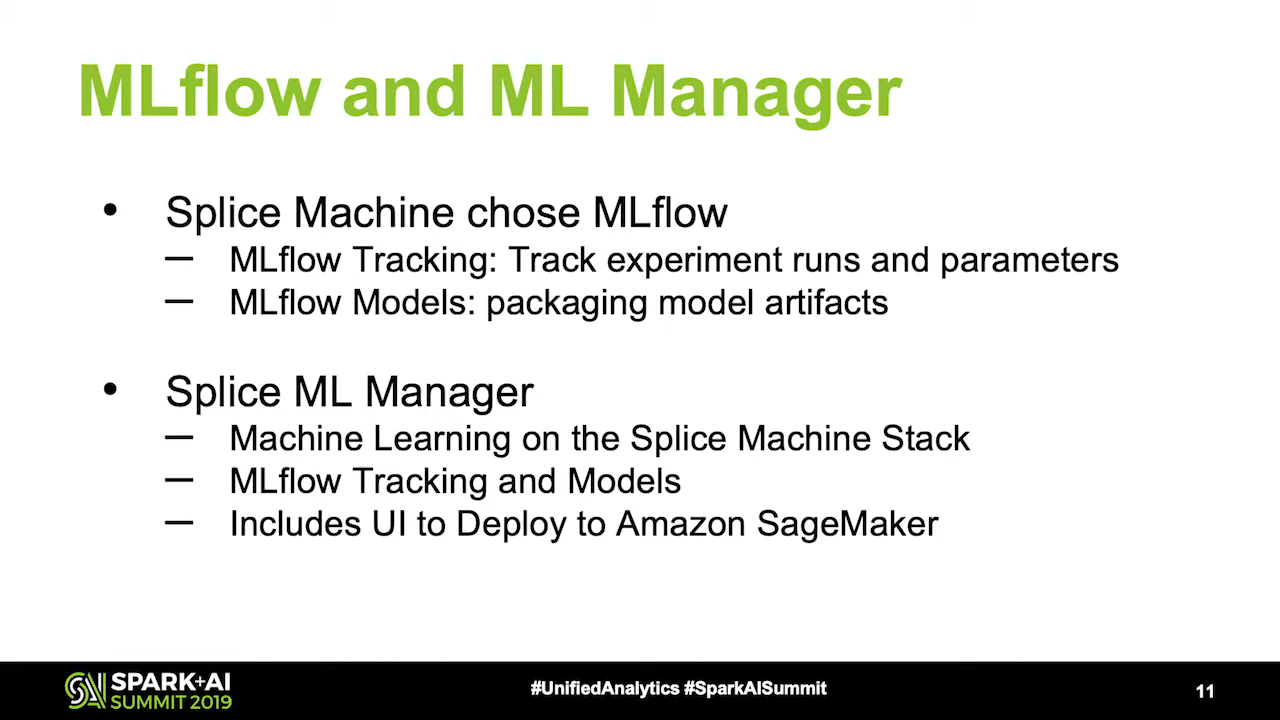 MLflow and ML Manager
• Splice Machine chose MLflow
– MLflow Tracking: Track experiment runs and parameters
– MLflow Models: packaging model artifacts
• Splice ML Manager
– Machine Learning on the Splice Machine Stack
– MLflow Tracking and Models
– Includes UI to Deploy to Amazon SageMaker
SPARK+AI
SUMMIT 2019
#UnifiedAnalytics #SparkAISummit
11